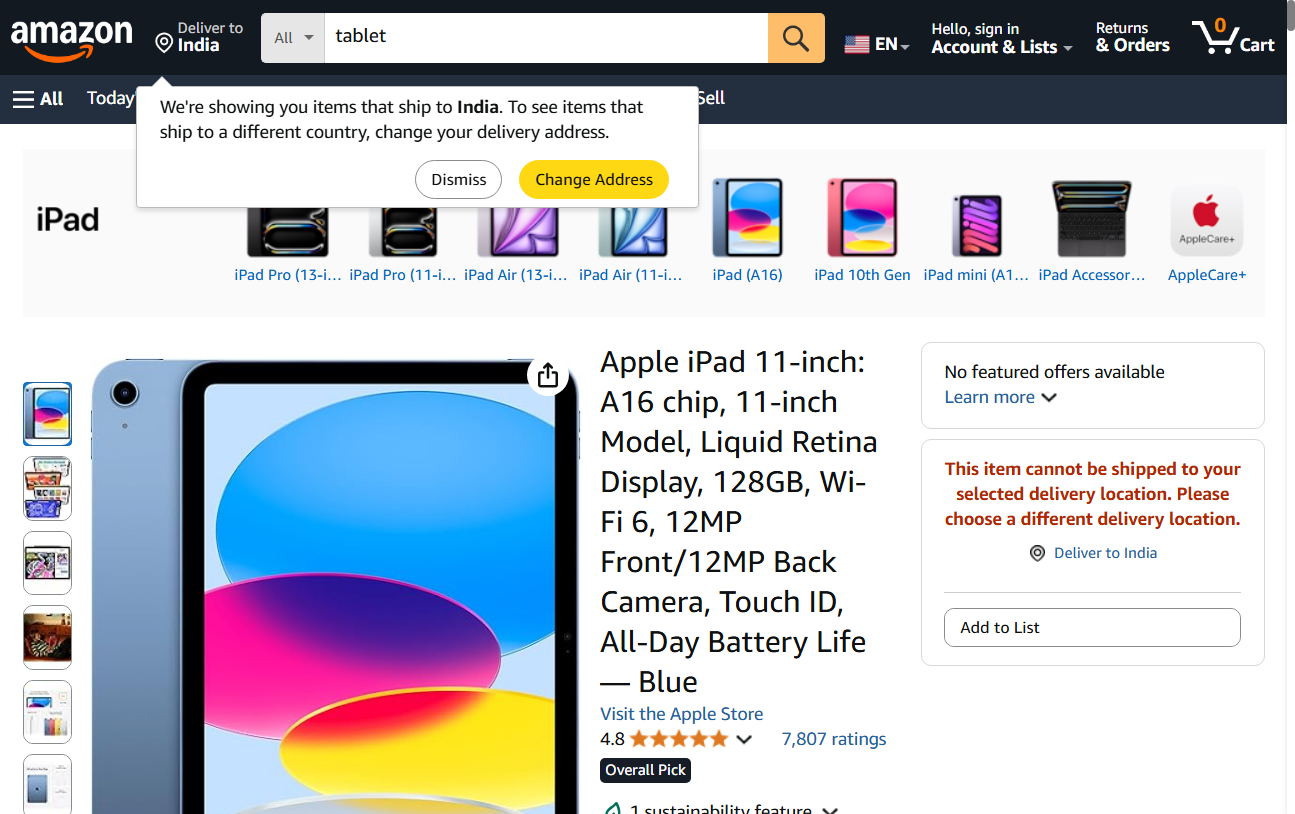 amazon
Deliver to
India
All
tablet
EN
Hello, sign in
Account & Lists
Returns
& Orders
0
Cart
All
Today
Sell
We're showing you items that ship to India. To see items that
ship to a different country, change your delivery address.
Dismiss
Change Address
iPad
iPad Pro (13-i…
iPad Pro (11-i…
iPad Air (13-i…
iPad Air (11-i…
iPad (A16)
iPad 10th Gen
iPad mini (A1…
iPad Accessor…
AppleCare+
AppleCare+
Apple iPad 11-inch:
A16 chip, 11-inch
Model, Liquid Retina
Display, 128GB, Wi-
Fi 6, 12MP
Front/12MP Back
Camera, Touch ID,
All-Day Battery Life
— Blue
Visit the Apple Store
4.8
7,807 ratings
Overall Pick
1 sustainability feature
No featured offers available
Learn more
This item cannot be shipped to your
selected delivery location. Please
choose a different delivery location.
Deliver to India
Add to List